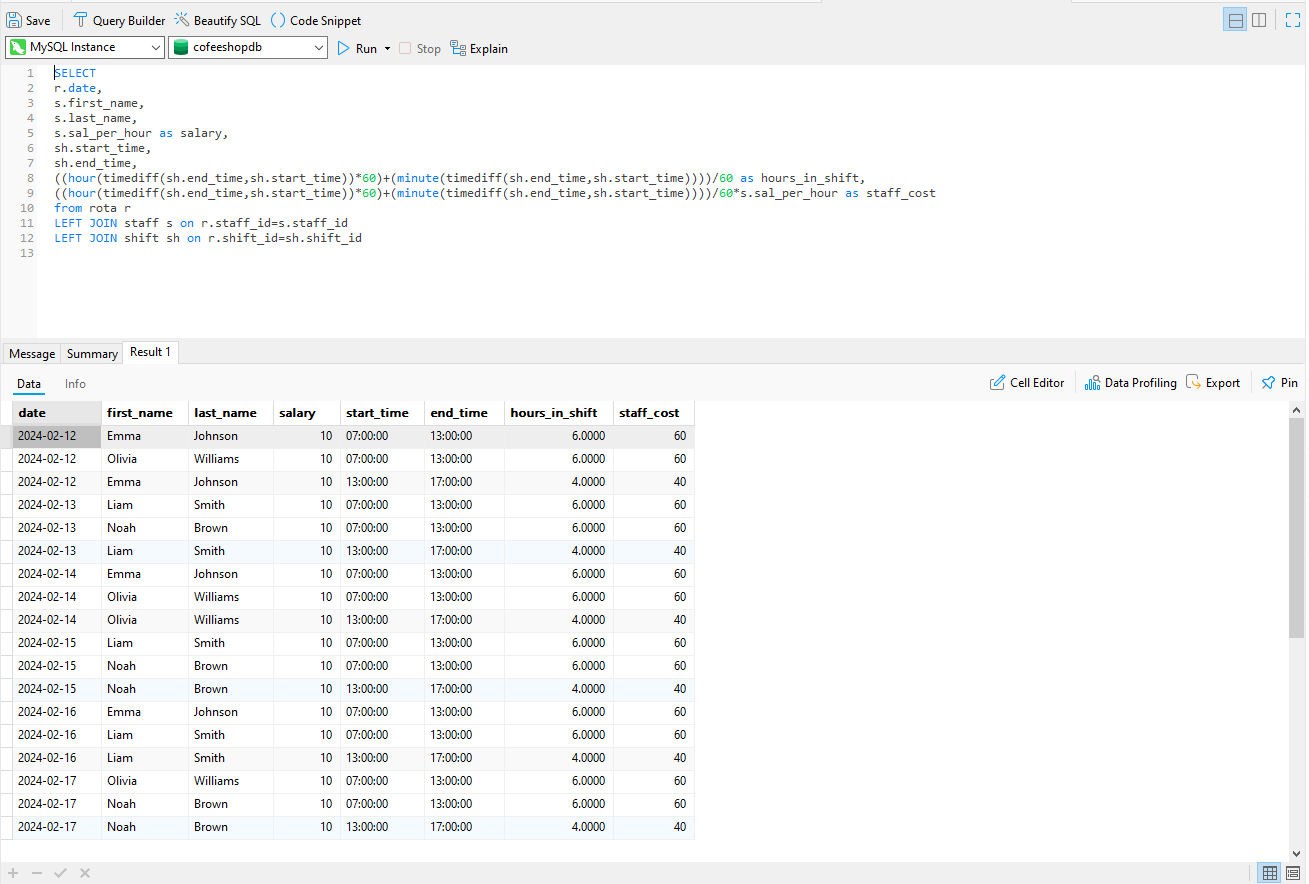 Save Query Builder Beautify SQL Code Snippet
MySQL Instance cofeeshopdb Run Stop Explain
1 SELECT
2 r.date,
3 s.first_name,
4 s.last_name,
5 s.sal_per_hour as salary,
6 sh.start_time,
7 sh.end_time,
8 ((hour(timediff(sh.end_time,sh.start_time))*60)+(minute(timediff(sh.end_time,sh.start_time))))/60 as hours_in_shift,
9 ((hour(timediff(sh.end_time,sh.start_time))*60)+(minute(timediff(sh.end_time,sh.start_time))))/60*s.sal_per_hour as staff_cost
10 from rota r
11 LEFT JOIN staff s on r.staff_id=s.staff_id
12 LEFT JOIN shift sh on r.shift_id=sh.shift_id
13
Message Summary Result 1
Data Info Cell Editor Data Profiling Export Pin
date first_name last_name salary start_time end_time hours_in_shift staff_cost
2024-02-12 Emma Johnson 10 07:00:00 13:00:00 6.0000 60
2024-02-12 Olivia Williams 10 07:00:00 13:00:00 6.0000 60
2024-02-12 Emma Johnson 10 13:00:00 17:00:00 4.0000 40
2024-02-13 Liam Smith 10 07:00:00 13:00:00 6.0000 60
2024-02-13 Noah Brown 10 07:00:00 13:00:00 6.0000 60
2024-02-13 Liam Smith 10 13:00:00 17:00:00 4.0000 40
2024-02-14 Emma Johnson 10 07:00:00 13:00:00 6.0000 60
2024-02-14 Olivia Williams 10 07:00:00 13:00:00 6.0000 60
2024-02-14 Olivia Williams 10 13:00:00 17:00:00 4.0000 40
2024-02-15 Liam Smith 10 07:00:00 13:00:00 6.0000 60
2024-02-15 Noah Brown 10 07:00:00 13:00:00 6.0000 60
2024-02-15 Noah Brown 10 13:00:00 17:00:00 4.0000 40
2024-02-16 Emma Johnson 10 07:00:00 13:00:00 6.0000 60
2024-02-16 Liam Smith 10 07:00:00 13:00:00 6.0000 60
2024-02-16 Liam Smith 10 13:00:00 17:00:00 4.0000 40
2024-02-17 Olivia Williams 10 07:00:00 13:00:00 6.0000 60
2024-02-17 Noah Brown 10 07:00:00 13:00:00 6.0000 60
2024-02-17 Noah Brown 10 13:00:00 17:00:00 4.0000 40